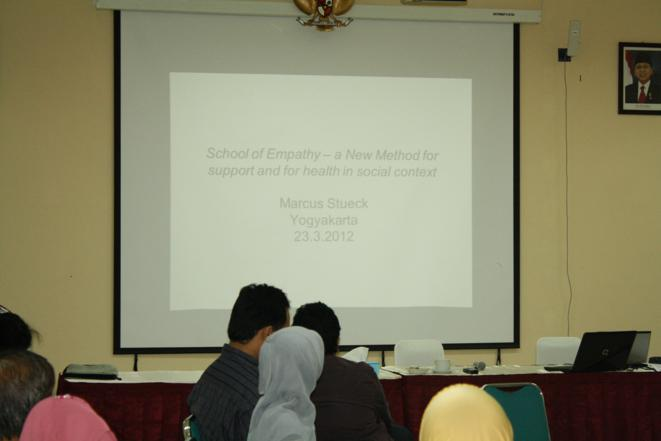 School of Empathy – a New Method for
support and for health in social context
Marcus Stueck
Yogyakarta
23.3.2012